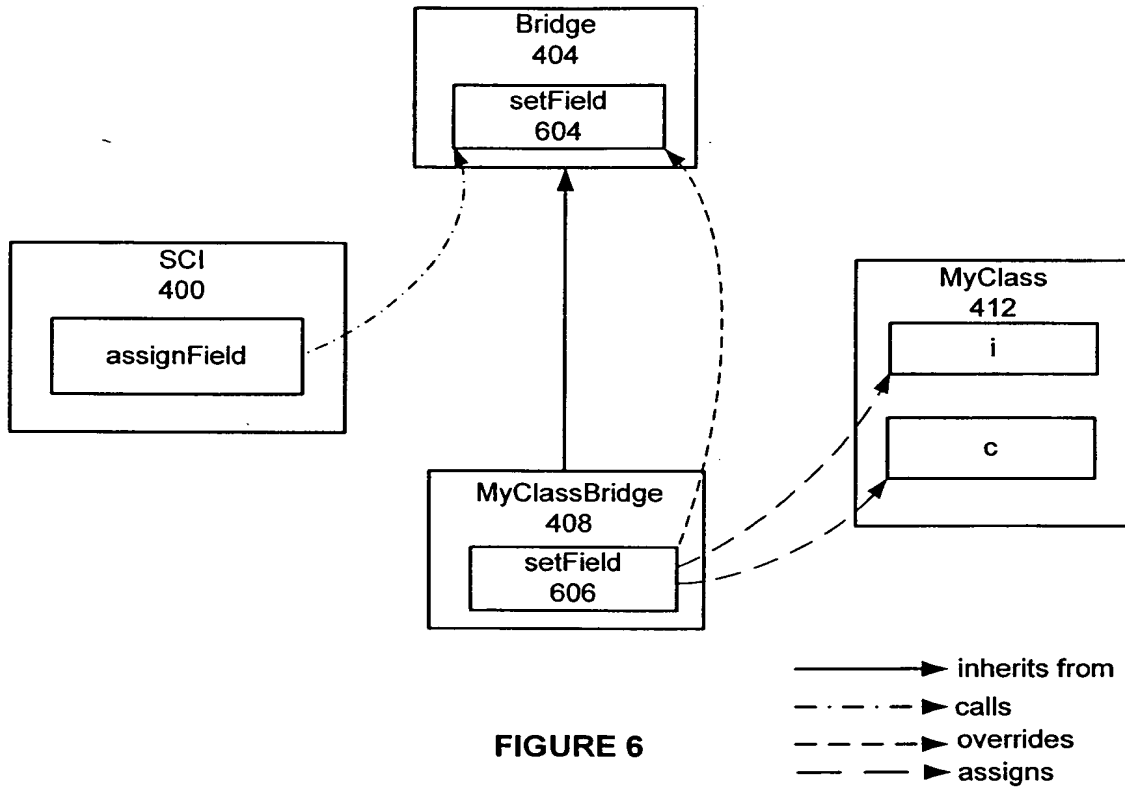 Bridge
404
setField
604
SCI
400
assignField
MyClass
412
i
c
MyClassBridge
408
setField
606
inherits from
calls
overrides
assigns
FIGURE 6